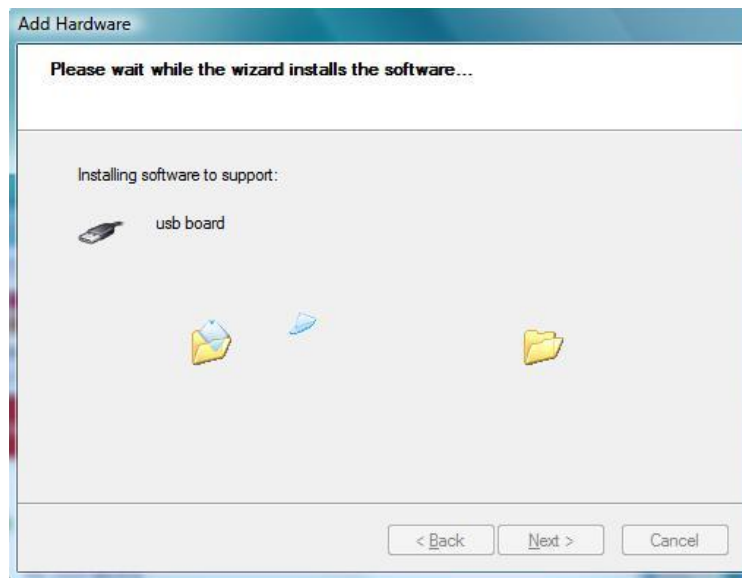 Add Hardware
Please wait while the wizard installs the software...
Installing software to support:
usb board
< Back
Next >
Cancel